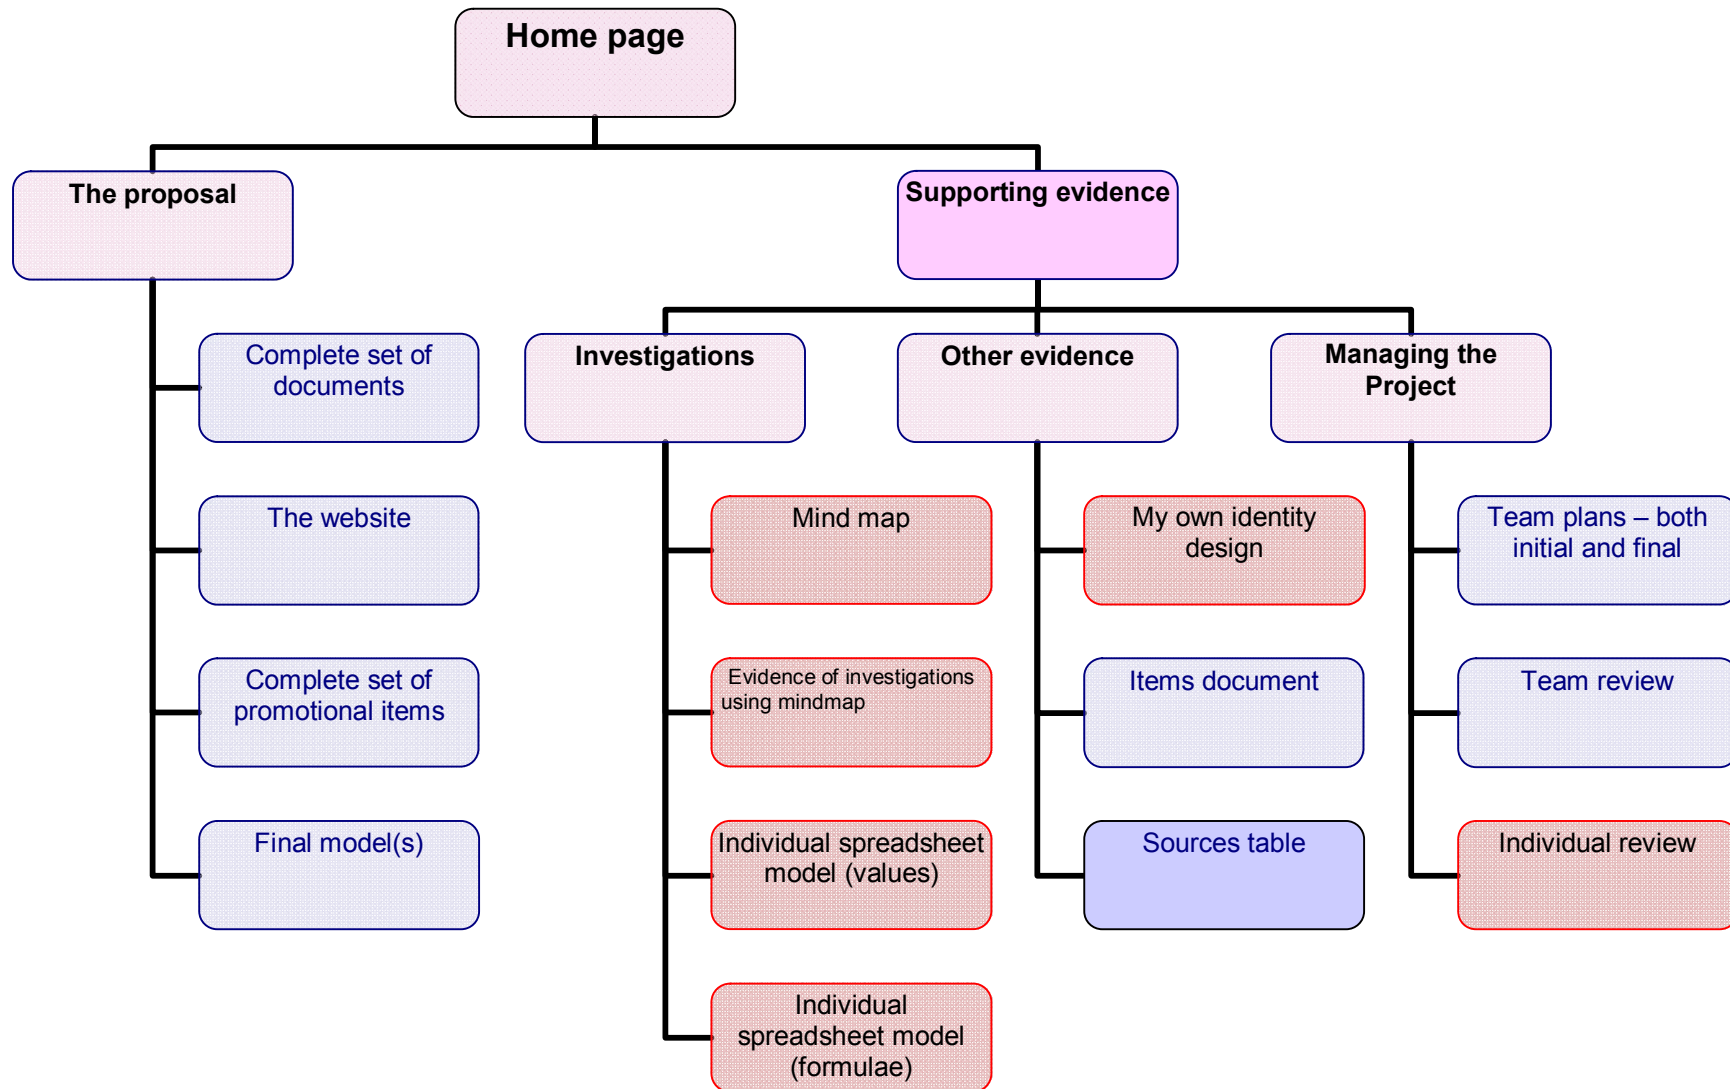 Home page
The proposal
Supporting evidence
Complete set of
documents
The website
Complete set of
promotional items
Final model(s)
Investigations
Mind map
Evidence of investigations
using mindmap
Individual spreadsheet
model (values)
Individual
spreadsheet model
(formulae)
Other evidence
My own identity
design
Items document
Sources table
Managing the
Project
Team plans – both
initial and final
Team review
Individual review